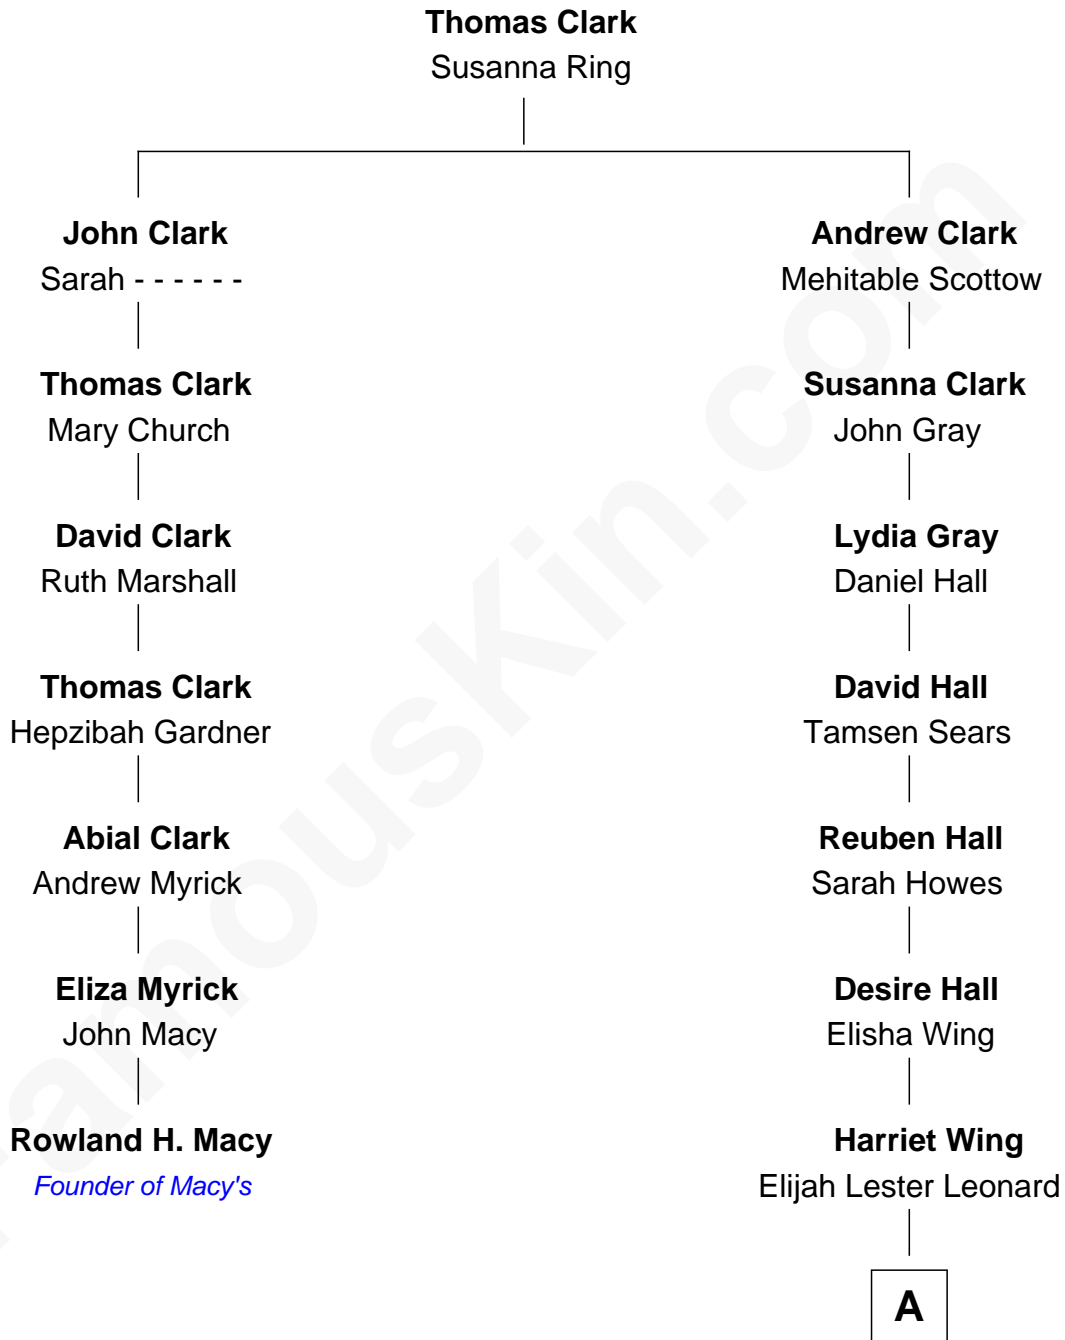 Thomas Clark
Susanna Ring
John Clark
Sarah - - - - - -
Andrew Clark
Mehitable Scottow
Thomas Clark
Mary Church
Susanna Clark
John Gray
David Clark
Ruth Marshall
Lydia Gray
Daniel Hall
Thomas Clark
Hepzibah Gardner
David Hall
Tamsen Sears
Abial Clark
Andrew Myrick
Reuben Hall
Sarah Howes
Eliza Myrick
John Macy
Desire Hall
Elisha Wing
Rowland H. Macy
Founder of Macy's
Harriet Wing
Elijah Lester Leonard
A
FamousKin.com